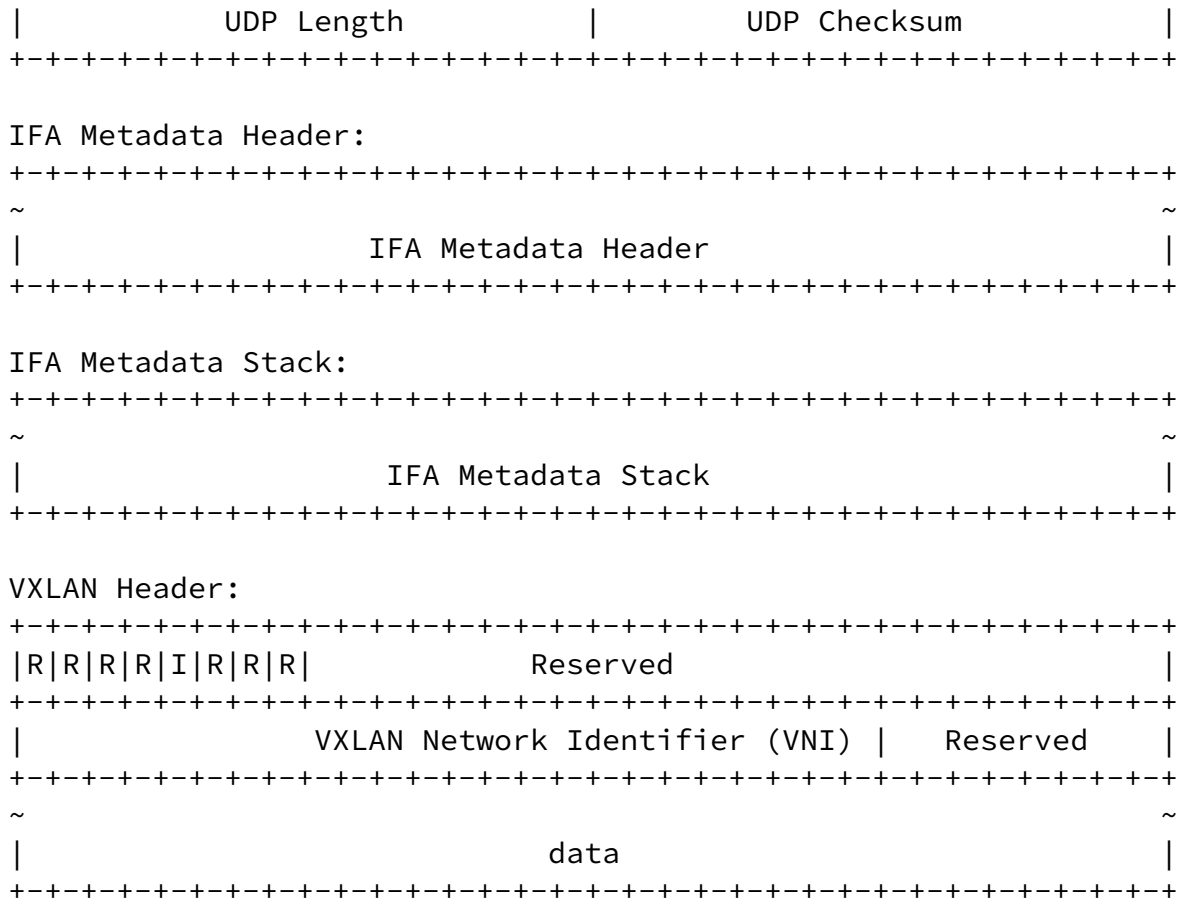 |           UDP Length          |        UDP Checksum           |
+-+-+-+-+-+-+-+-+-+-+-+-+-+-+-+-+-+-+-+-+-+-+-+-+-+-+-+-+-+-+-+-+

IFA Metadata Header:
+-+-+-+-+-+-+-+-+-+-+-+-+-+-+-+-+-+-+-+-+-+-+-+-+-+-+-+-+-+-+-+-+
~                                                               ~
|                   IFA Metadata Header                         |
+-+-+-+-+-+-+-+-+-+-+-+-+-+-+-+-+-+-+-+-+-+-+-+-+-+-+-+-+-+-+-+-+

IFA Metadata Stack:
+-+-+-+-+-+-+-+-+-+-+-+-+-+-+-+-+-+-+-+-+-+-+-+-+-+-+-+-+-+-+-+-+
~                                                               ~
|                    IFA Metadata Stack                         |
+-+-+-+-+-+-+-+-+-+-+-+-+-+-+-+-+-+-+-+-+-+-+-+-+-+-+-+-+-+-+-+-+

VXLAN Header:
+-+-+-+-+-+-+-+-+-+-+-+-+-+-+-+-+-+-+-+-+-+-+-+-+-+-+-+-+-+-+-+-+
|R|R|R|R|I|R|R|R|            Reserved                           |
+-+-+-+-+-+-+-+-+-+-+-+-+-+-+-+-+-+-+-+-+-+-+-+-+-+-+-+-+-+-+-+-+
|                VXLAN Network Identifier (VNI) |   Reserved    |
+-+-+-+-+-+-+-+-+-+-+-+-+-+-+-+-+-+-+-+-+-+-+-+-+-+-+-+-+-+-+-+-+
~                                                               ~
|                             data                              |
+-+-+-+-+-+-+-+-+-+-+-+-+-+-+-+-+-+-+-+-+-+-+-+-+-+-+-+-+-+-+-+-+